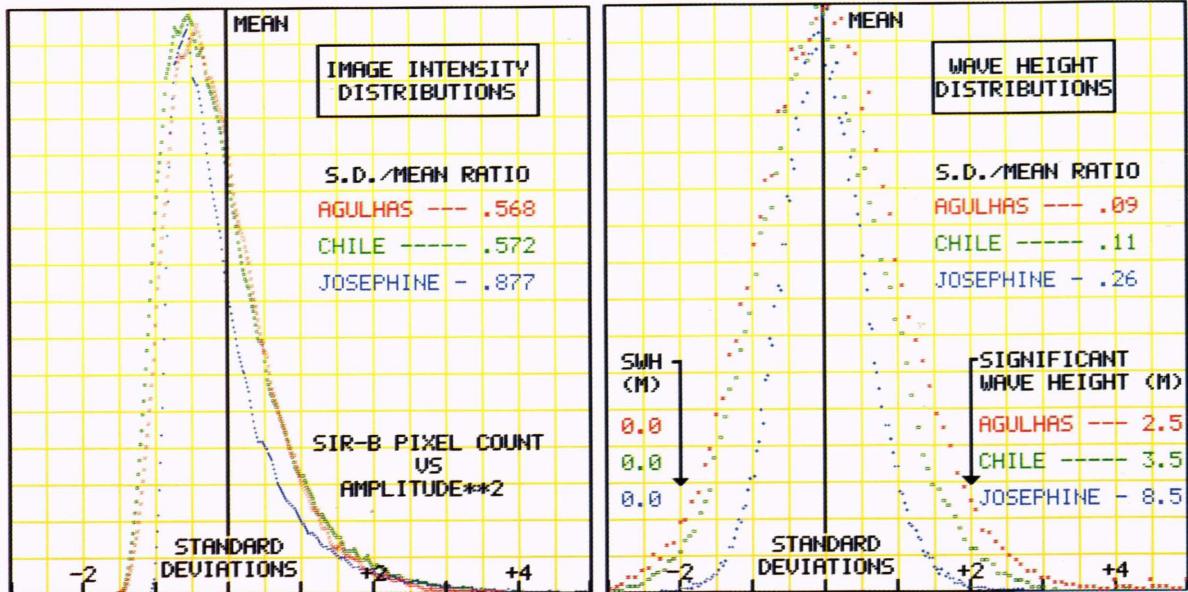 MEAN
IMAGE INTENSITY
DISTRIBUTIONS
S.D./MEAN RATIO
AGULHAS --- .568
CHILE ----- .572
JOSEPHINE - .877
SIR-B PIXEL COUNT
VS
AMPLITUDE**2
STANDARD
DEVIATIONS
-2
+2
+4
MEAN
WAVE HEIGHT
DISTRIBUTIONS
S.D./MEAN RATIO
AGULHAS --- .09
CHILE ----- .11
JOSEPHINE - .26
SWH
(M)
0.0
0.0
0.0
SIGNIFICANT
WAVE HEIGHT (M)
AGULHAS --- 2.5
CHILE ----- 3.5
JOSEPHINE - 8.5
STANDARD
DEVIATIONS
-2
+2
+4